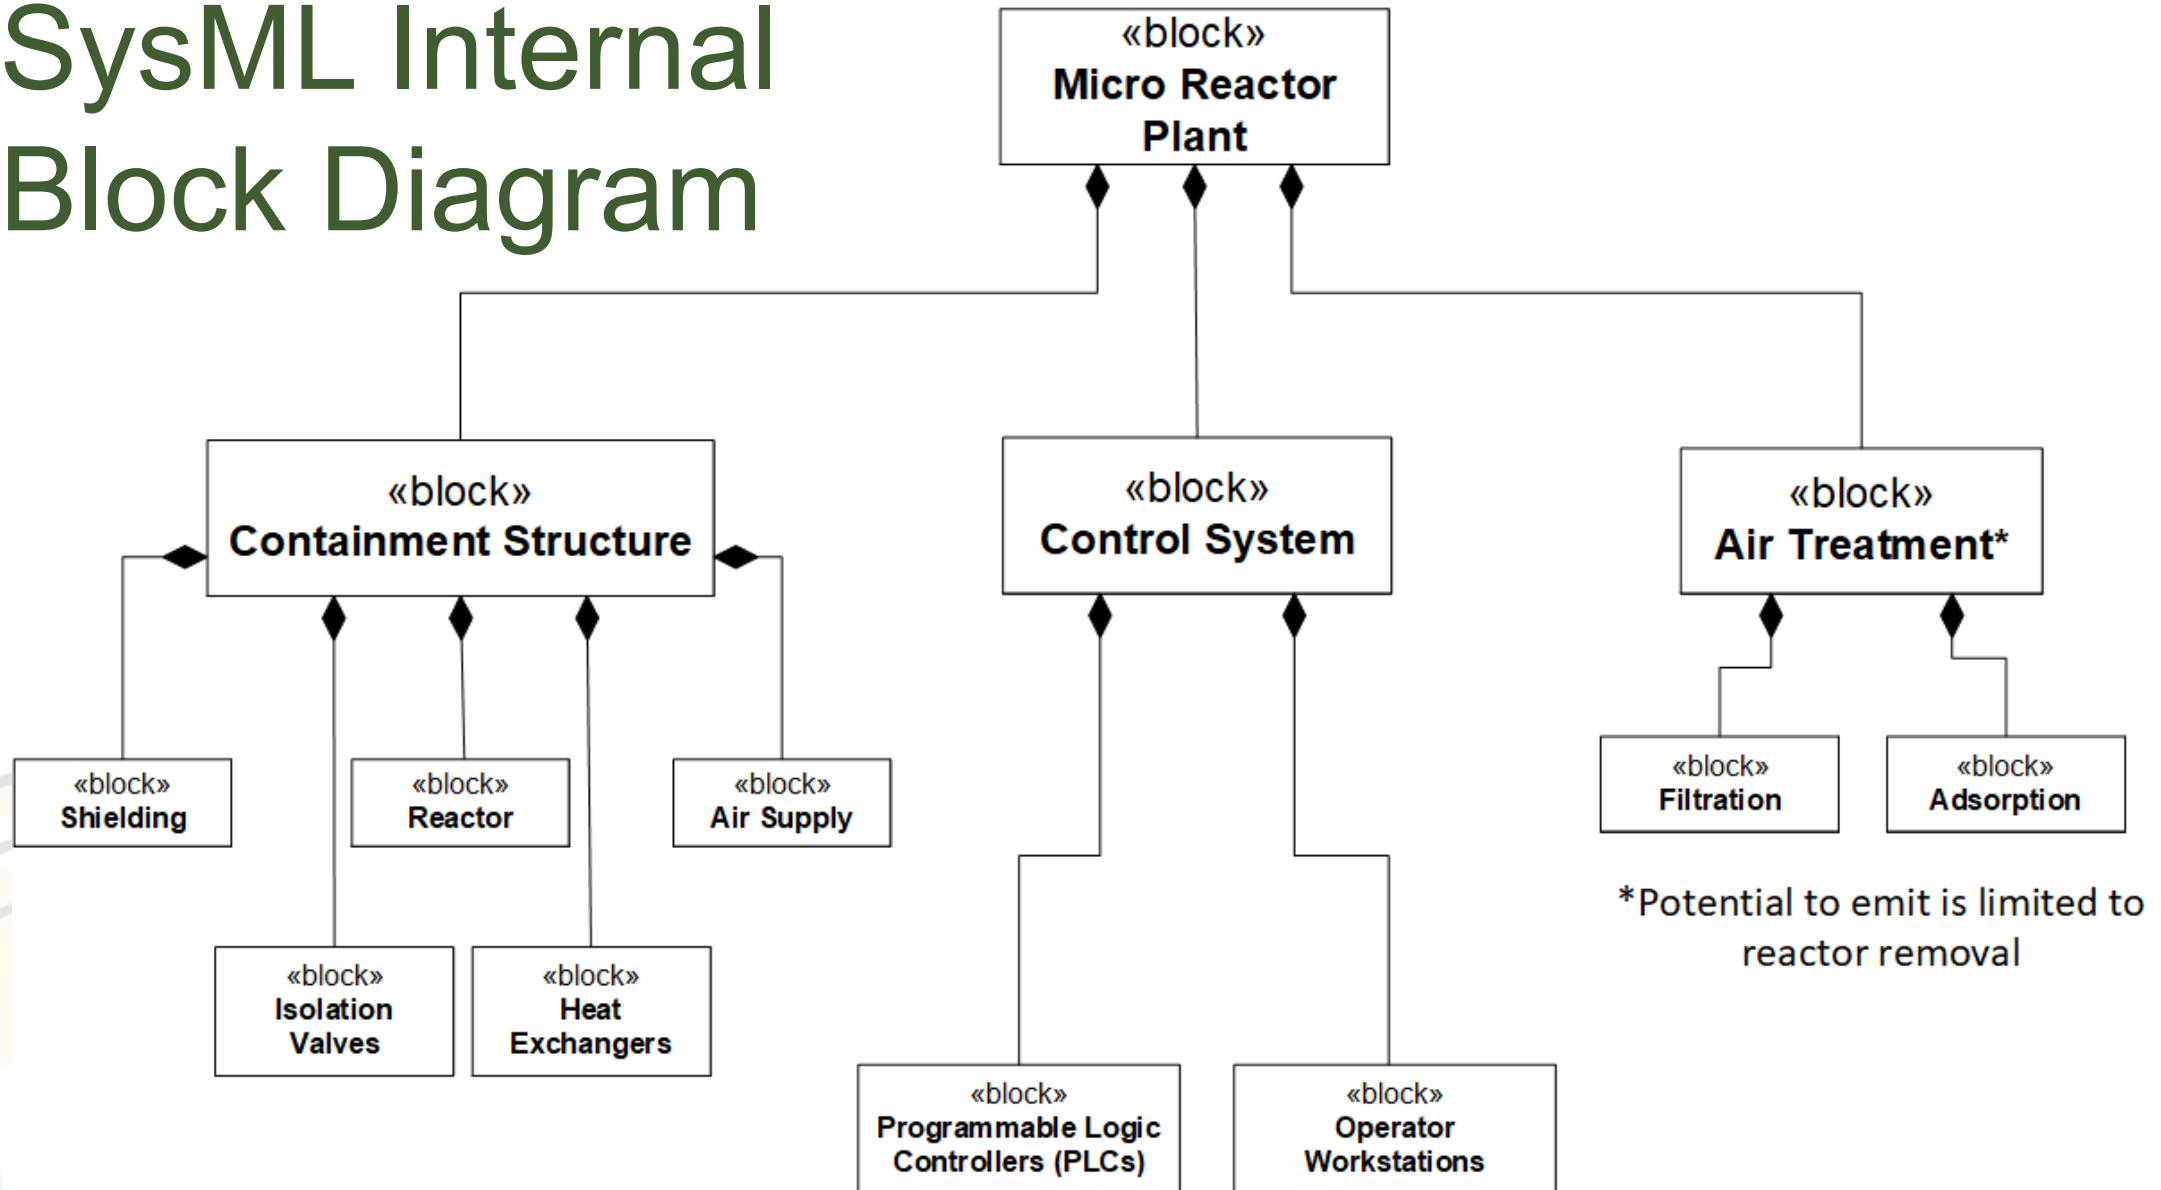 SysML Internal
Block Diagram
«block»
Micro Reactor
Plant
«block»
Containment Structure
«block»
Control System
«block»
Air Treatment*
«block»
Shielding
«block»
Reactor
«block»
Air Supply
«block»
Filtration
«block»
Adsorption
*Potential to emit is limited to
reactor removal
«block»
Isolation
Valves
«block»
Heat
Exchangers
«block»
Programmable Logic
Controllers (PLCs)
«block»
Operator
Workstations